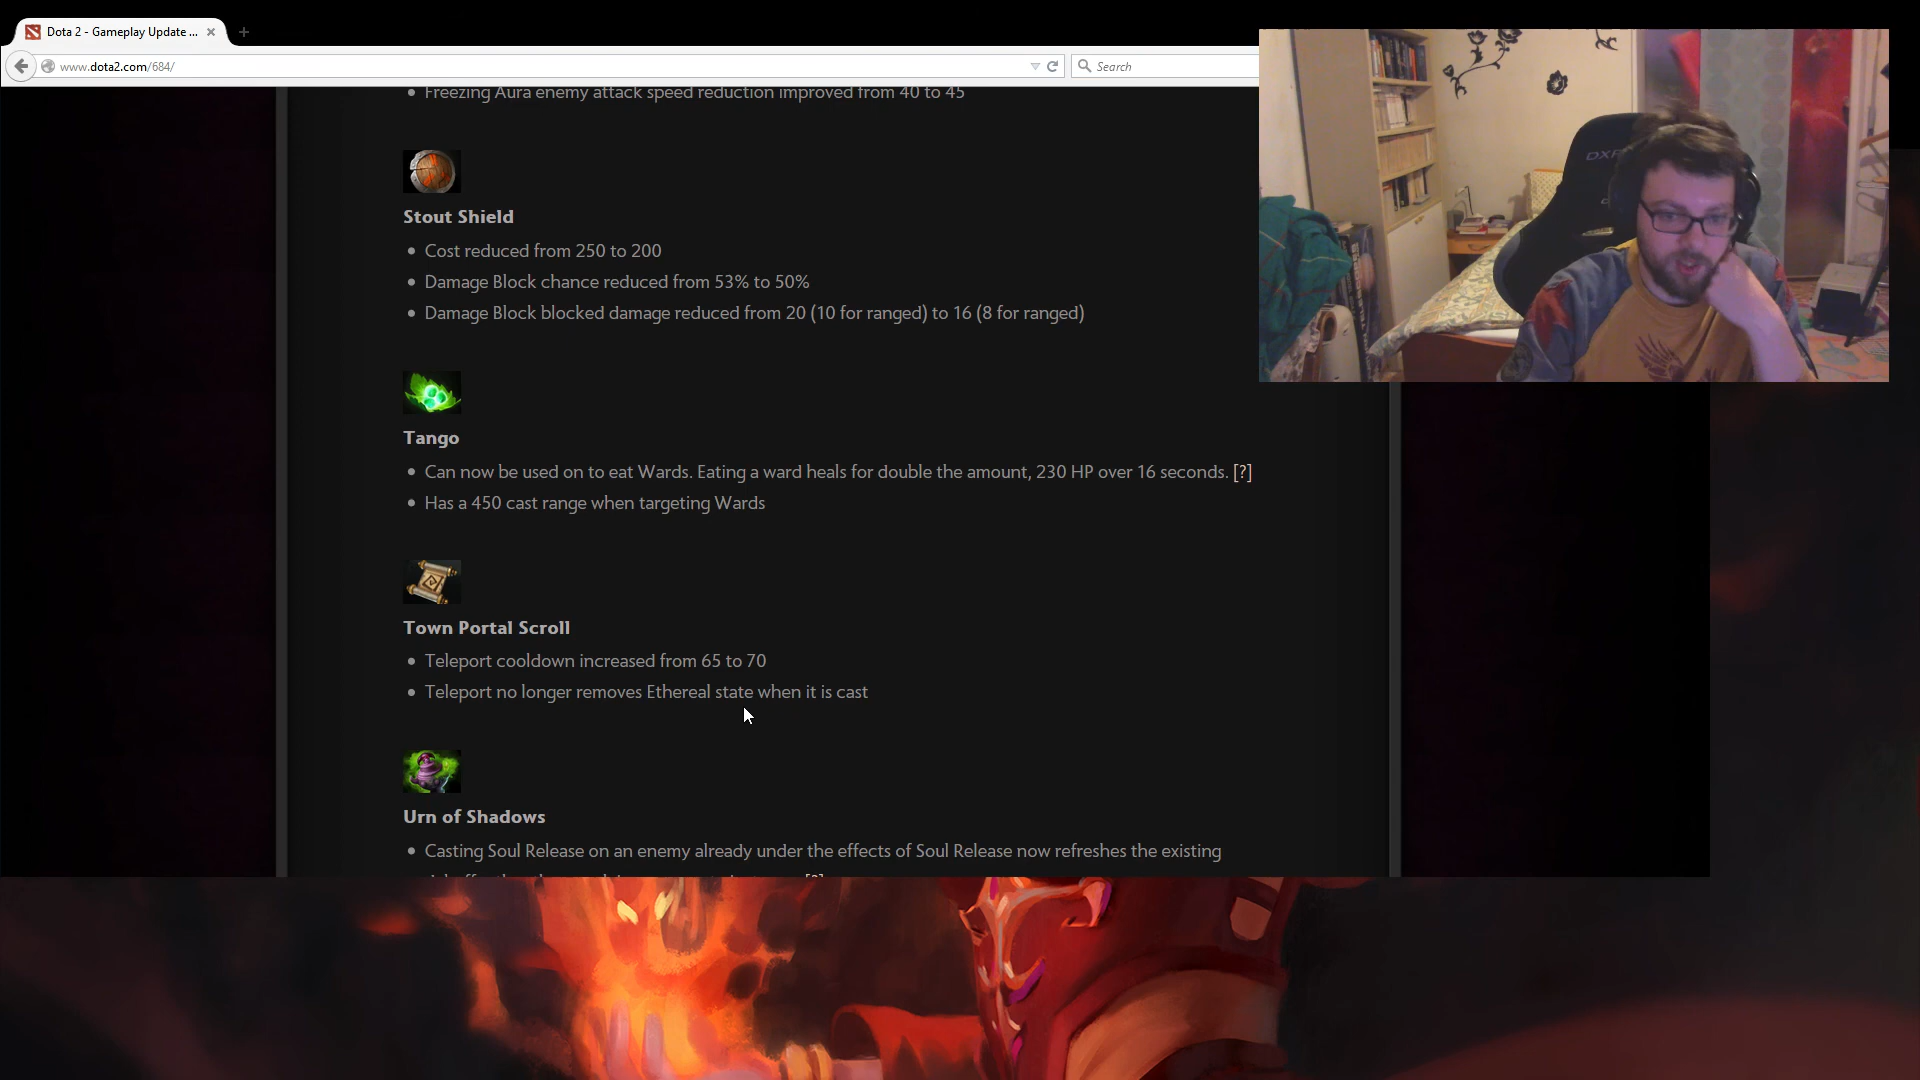 Dota 2 - Gameplay Update ...
www.dota2.com/684/
Search
Freezing Aura enemy attack speed reduction improved from 40 to 45
Stout Shield
Cost reduced from 250 to 200
Damage Block chance reduced from 53% to 50%
Damage Block blocked damage reduced from 20 (10 for ranged) to 16 (8 for ranged)
Tango
Can now be used on to eat Wards. Eating a ward heals for double the amount, 230 HP over 16 seconds. [?]
Has a 450 cast range when targeting Wards
Town Portal Scroll
Teleport cooldown increased from 65 to 70
Teleport no longer removes Ethereal state when it is cast
Urn of Shadows
Casting Soul Release on an enemy already under the effects of Soul Release now refreshes the existing
[?]